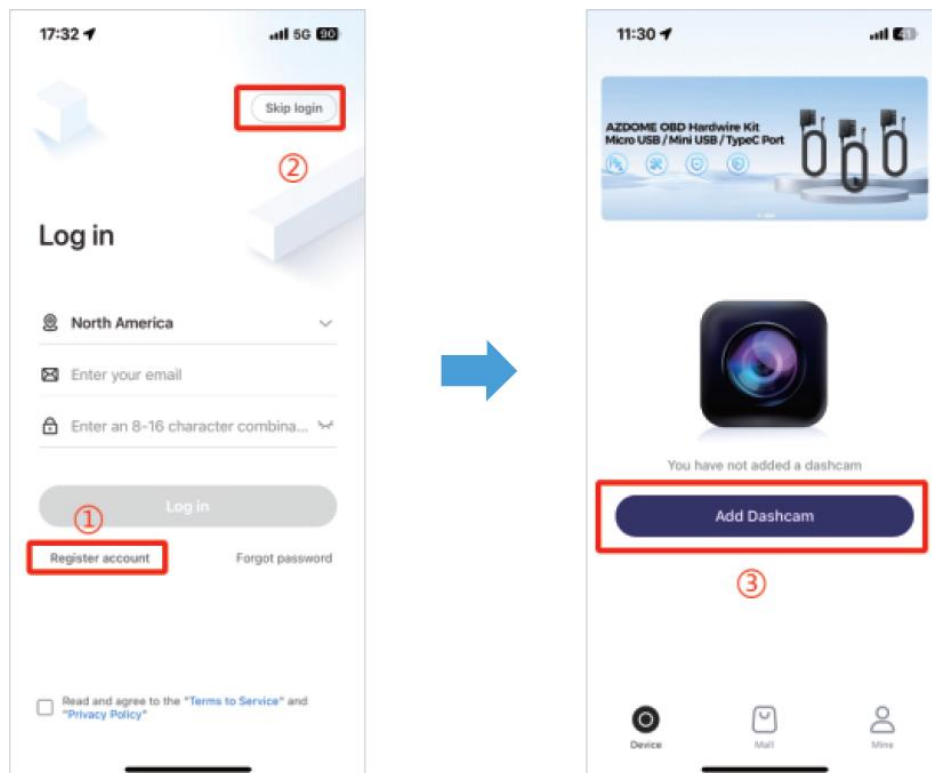 17:32
5G 90
Skip login
②
Log in
North America
Enter your email
Enter an 8-16 character combina...
Log in
①
Register account
Forgot password
Read and agree to the "Terms to Service" and
"Privacy Policy"
11:30
41
AZDOME OBD Hardwire Kit
Micro USB / Mini USB / TypeC Port
You have not added a dashcam
Add Dashcam
③
Device
Mall
Mine